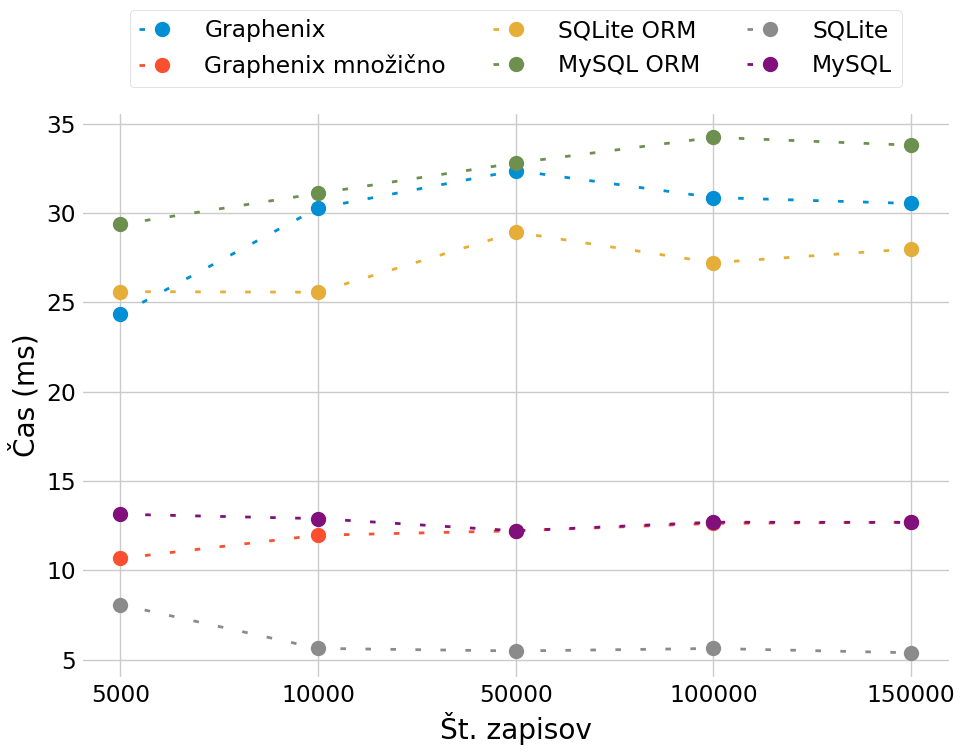 Graphenix
Graphenix množično
SQLite ORM
MySQL ORM
SQLite
MySQL
35
30
25
20
15
10
5
Čas (ms)
5000 10000 50000 100000 150000
Št. zapisov